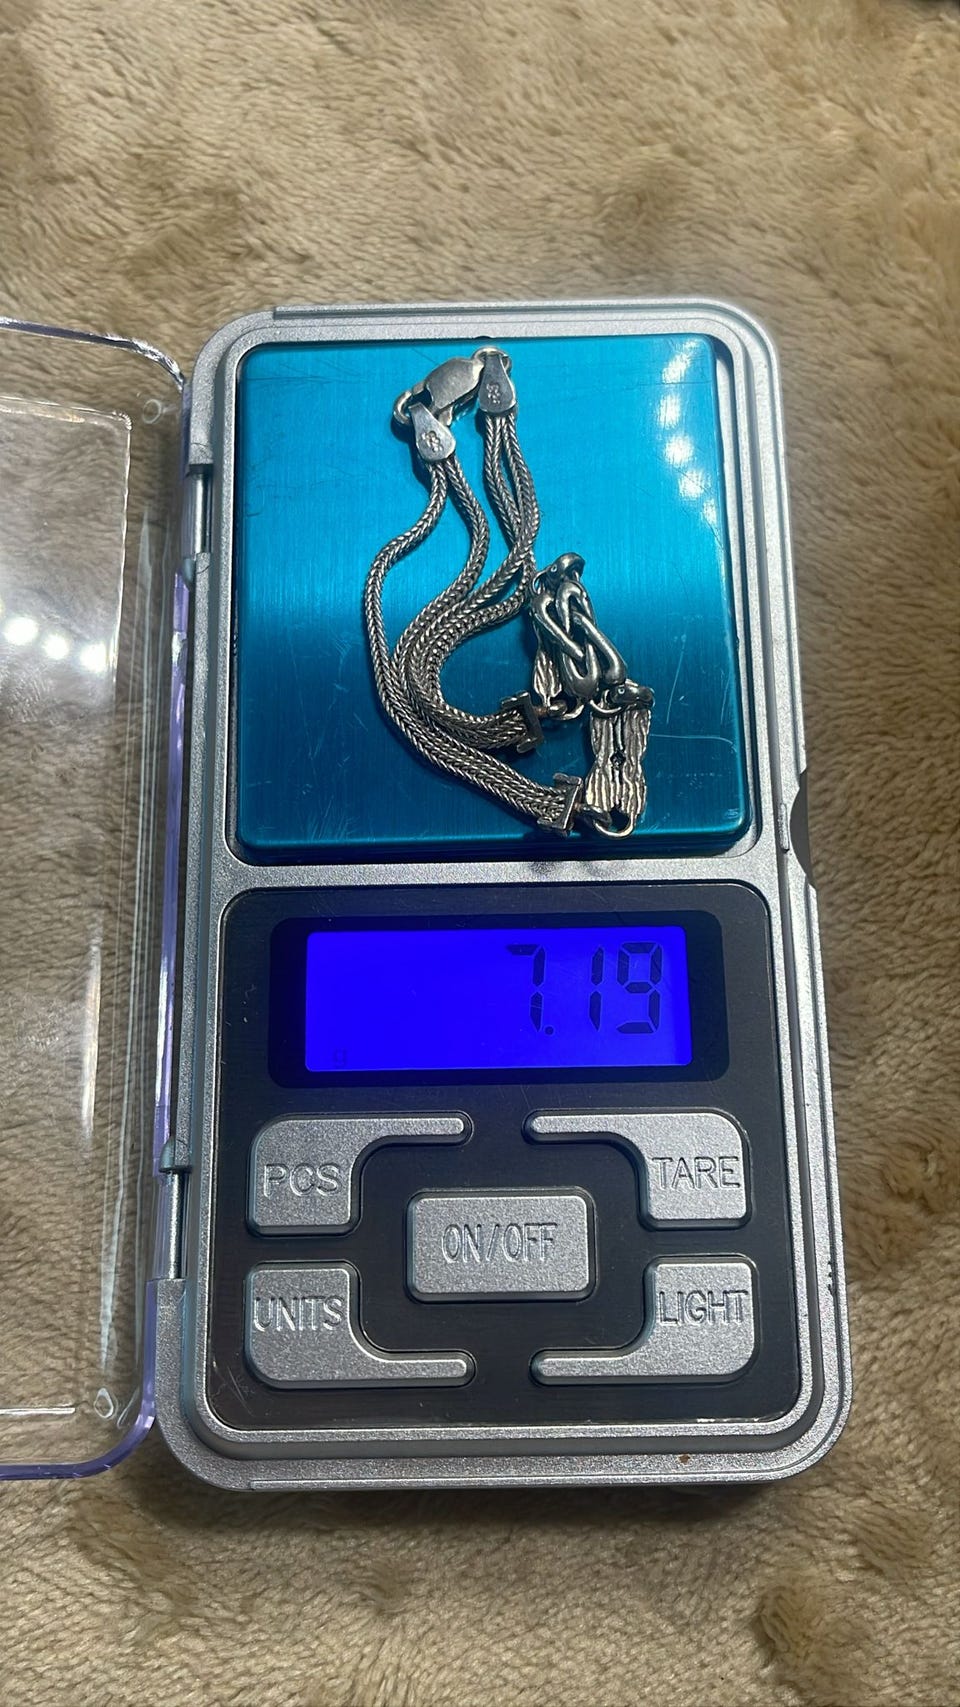 7.19
g
PCS
TARE
ON/OFF
UNITS
LIGHT